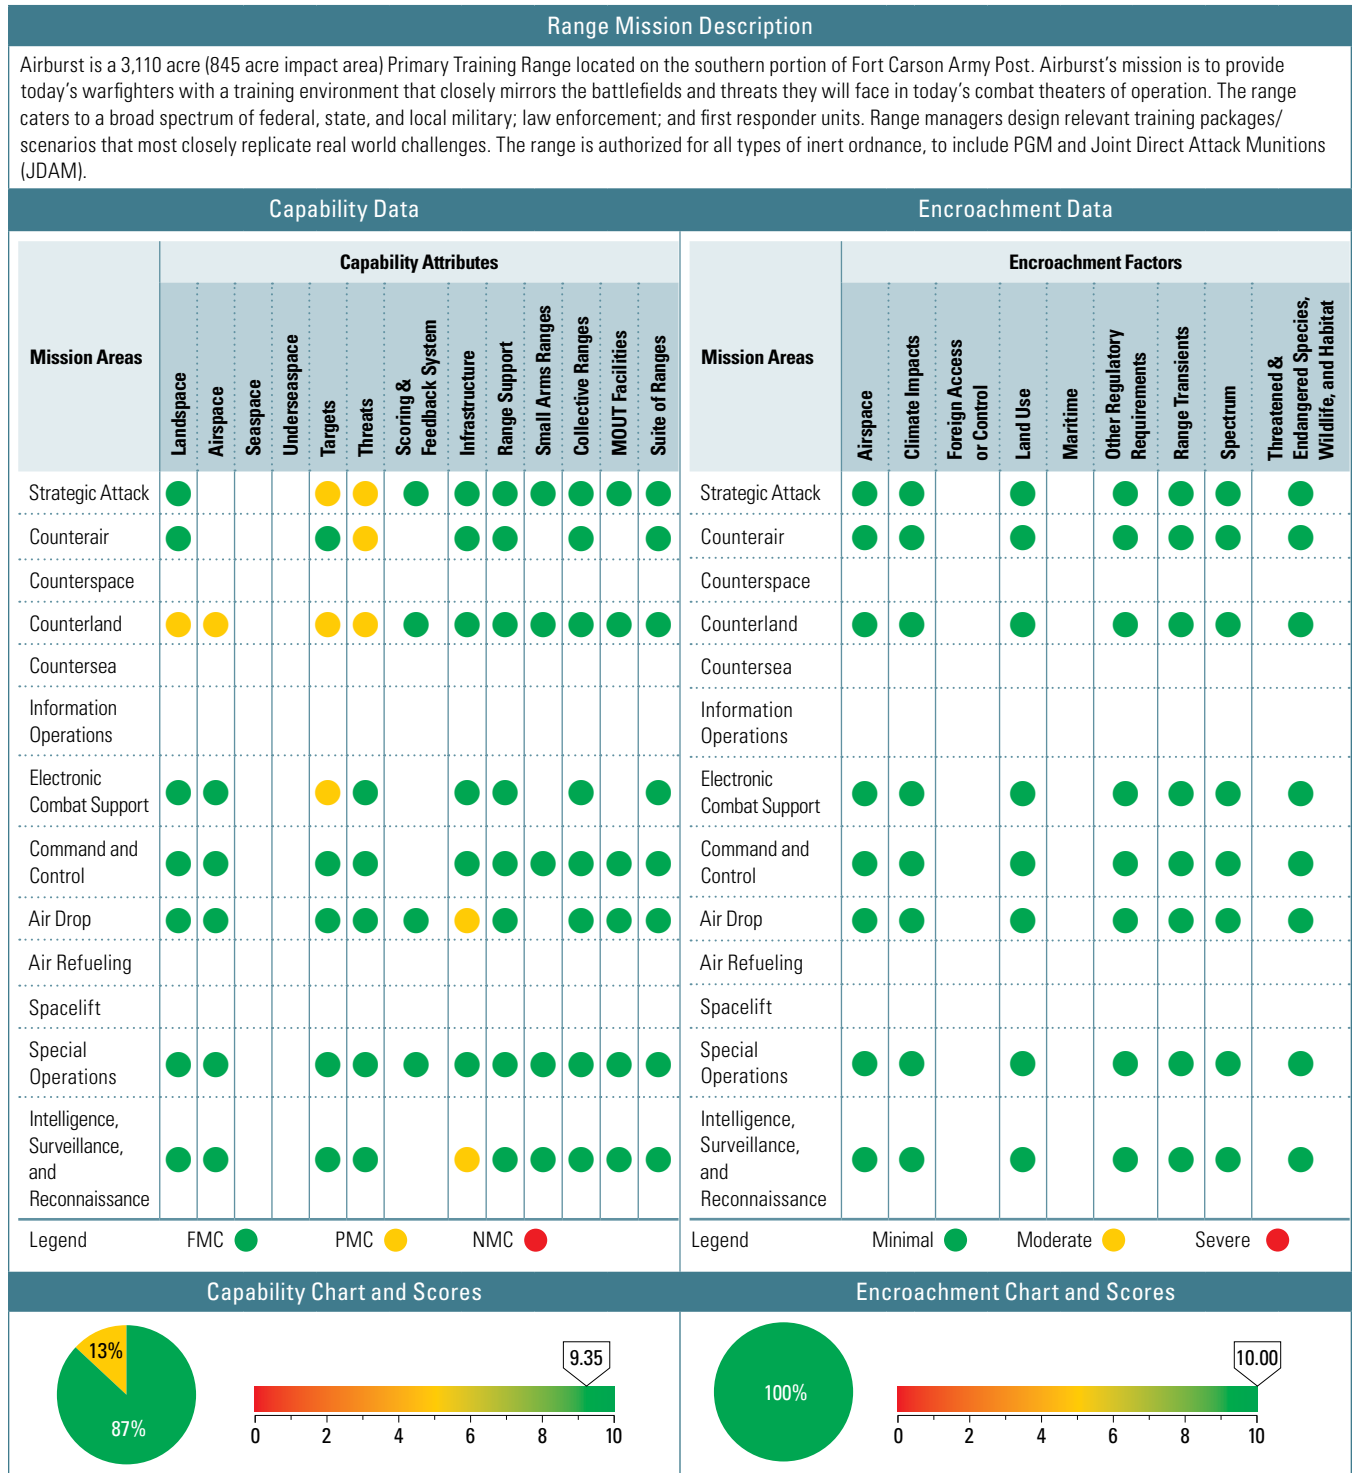 Range Mission Description
Airburst is a 3,110 acre (845 acre impact area) Primary Training Range located on the southern portion of Fort Carson Army Post. Airburst's mission is to provide
today's warfighters with a training environment that closely mirrors the battlefields and threats they will face in today's combat theaters of operation. The range
caters to a broad spectrum of federal, state, and local military; law enforcement; and first responder units. Range managers design relevant training packages/
scenarios that most closely replicate real world challenges. The range is authorized for all types of inert ordnance, to include PGM and Joint Direct Attack Munitions
(JDAM).
Capability Data
Mission Areas
Capability Attributes
Landspace
Airspace
Seaspace
Underseaspace
Targets
Threats
Scoring &
Feedback System
Infrastructure
Range Support
Small Arms Ranges
Collective Ranges
MOUT Facilities
Suite of Ranges
Strategic Attack
Counterair
Counterspace
Counterland
Countersea
Information
Operations
Electronic
Combat Support
Command and
Control
Air Drop
Air Refueling
Spacelift
Special
Operations
Intelligence,
Surveillance,
and
Reconnaissance
Legend
FMC
PMC
NMC
Encroachment Data
Mission Areas
Encroachment Factors
Airspace
Climate Impacts
Foreign Access
or Control
Land Use
Maritime
Other Regulatory
Requirements
Range Transients
Spectrum
Threatened &
Endangered Species,
Wildlife, and Habitat
Strategic Attack
Counterair
Counterspace
Counterland
Countersea
Information
Operations
Electronic
Combat Support
Command and
Control
Air Drop
Air Refueling
Spacelift
Special
Operations
Intelligence,
Surveillance,
and
Reconnaissance
Legend
Minimal
Moderate
Severe
Capability Chart and Scores
13%
87%
9.35
0 2 4 6 8 10
Encroachment Chart and Scores
100%
10.00
0 2 4 6 8 10